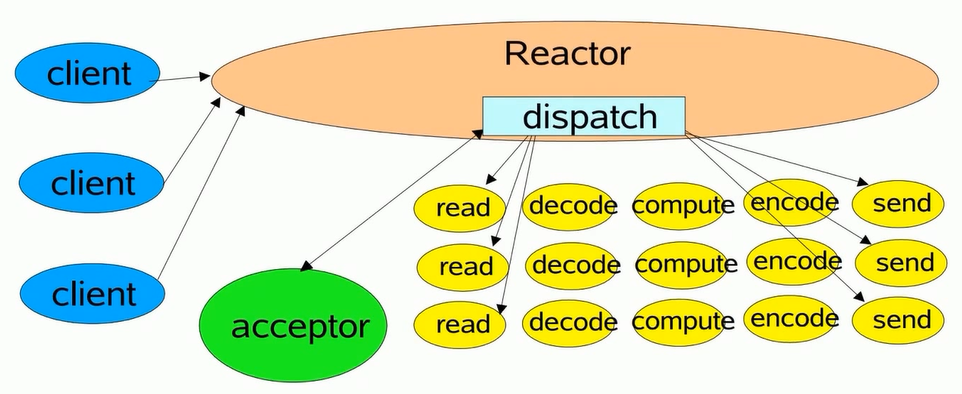 Reactor
client
dispatch
client
read decode compute encode send
read decode compute encode send
client
acceptor
read decode compute encode send